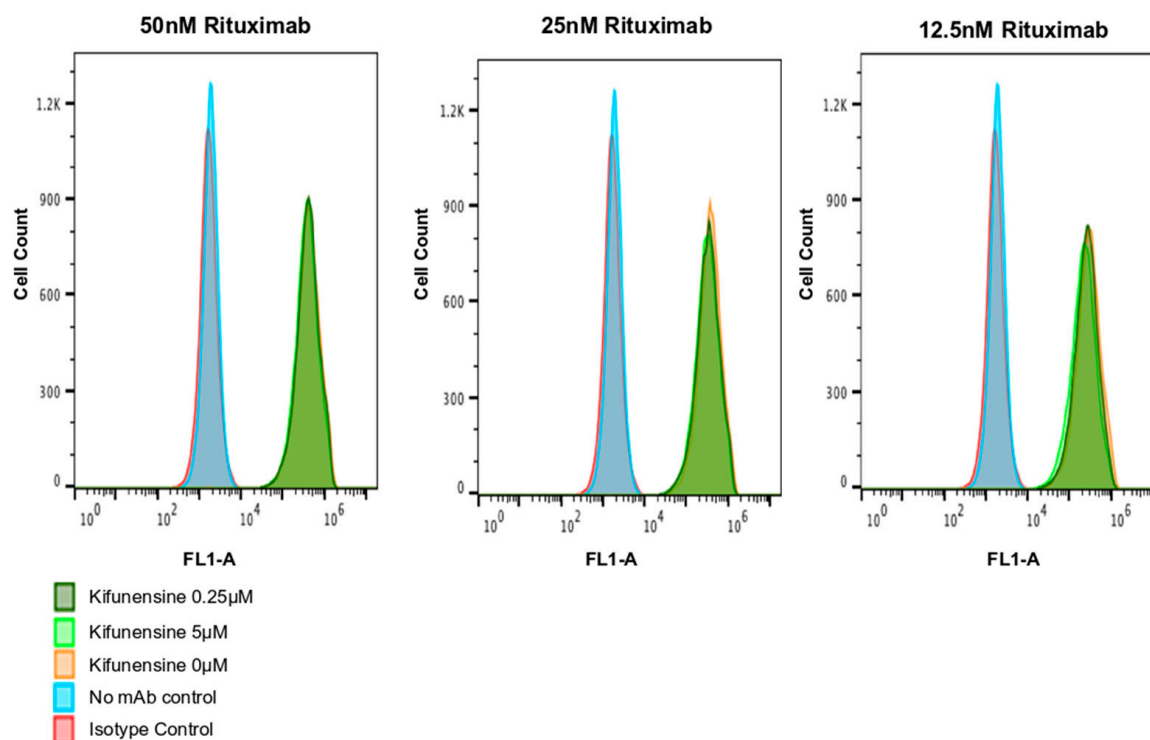 50nM Rituximab
25nM Rituximab
12.5nM Rituximab
Cell Count
1.2K
900
600
300
0
10^0
10^2
10^4
10^6
FL1-A
Cell Count
1.2K
900
600
300
0
10^0
10^2
10^4
10^6
FL1-A
Cell Count
1.2K
900
600
300
0
10^0
10^2
10^4
10^6
FL1-A
Kifunensine 0.25µM
Kifunensine 5µM
Kifunensine 0µM
No mAb control
Isotype Control